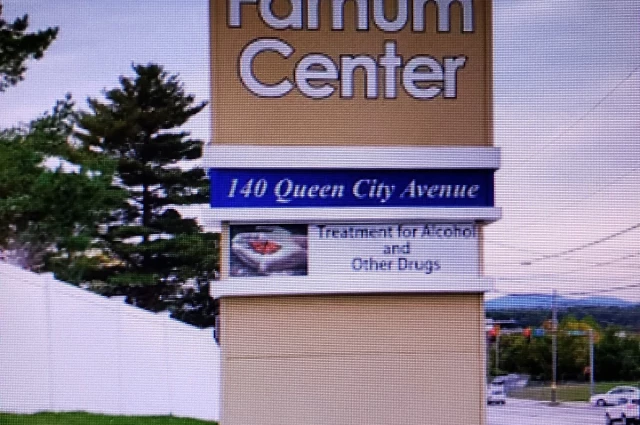 Farnum
Center
140 Queen City Avenue
Treatment for Alcohol
and
Other Drugs